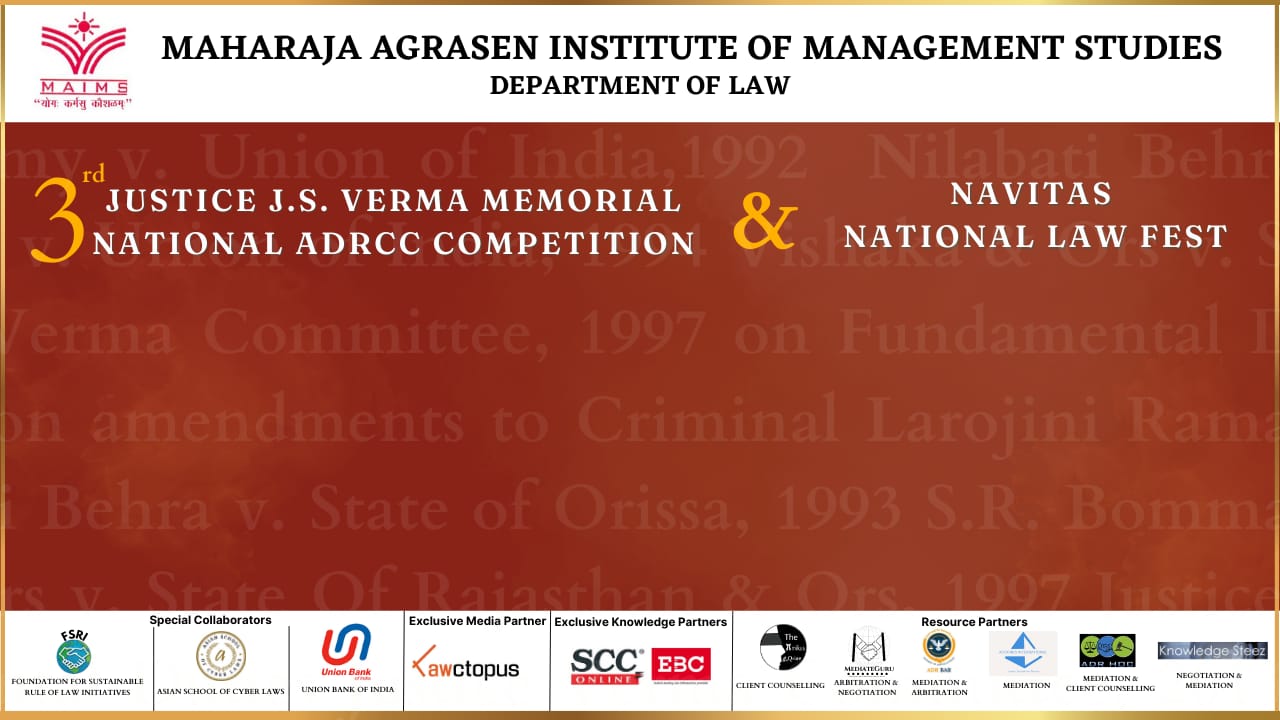 MAIMS
“योगः कर्मसु कौशलम्”
MAHARAJA AGRASEN INSTITUTE OF MANAGEMENT STUDIES
DEPARTMENT OF LAW
my v. Union of India,1992 Nilabati Behr
3rd JUSTICE J.S. VERMA MEMORIAL
NATIONAL ADRCC COMPETITION
&
NAVITAS
NATIONAL LAW FEST
v. Union of India, 1994 Vishaka & Ors v. S
Verma Committee, 1997 on Fundamental D
on amendments to Criminal Larojini Rama
i Behra v. State of Orissa, 1993 S.R. Bomma
rs v. State Of Rajasthan & Ors. 1997 Justice
Special Collaborators
FSRI
FOUNDATION FOR SUSTAINABLE
RULE OF LAW INITIATIVES
ASIAN SCHOOL OF CYBER LAWS
Union Bank
of India
UNION BANK OF INDIA
Exclusive Media Partner
Lawctopus
Exclusive Knowledge Partners
SCC®
ONLINE
EBC
Resource Partners
The
CLIENT COUNSELLING
MEDIATEGURU
ARBITRATION &
NEGOTIATION
ADR BAR
MEDIATION &
ARBITRATION
MEDIATION
ADR HDC
MEDIATION &
CLIENT COUNSELLING
Knowledge Steez
NEGOTIATION &
MEDIATION